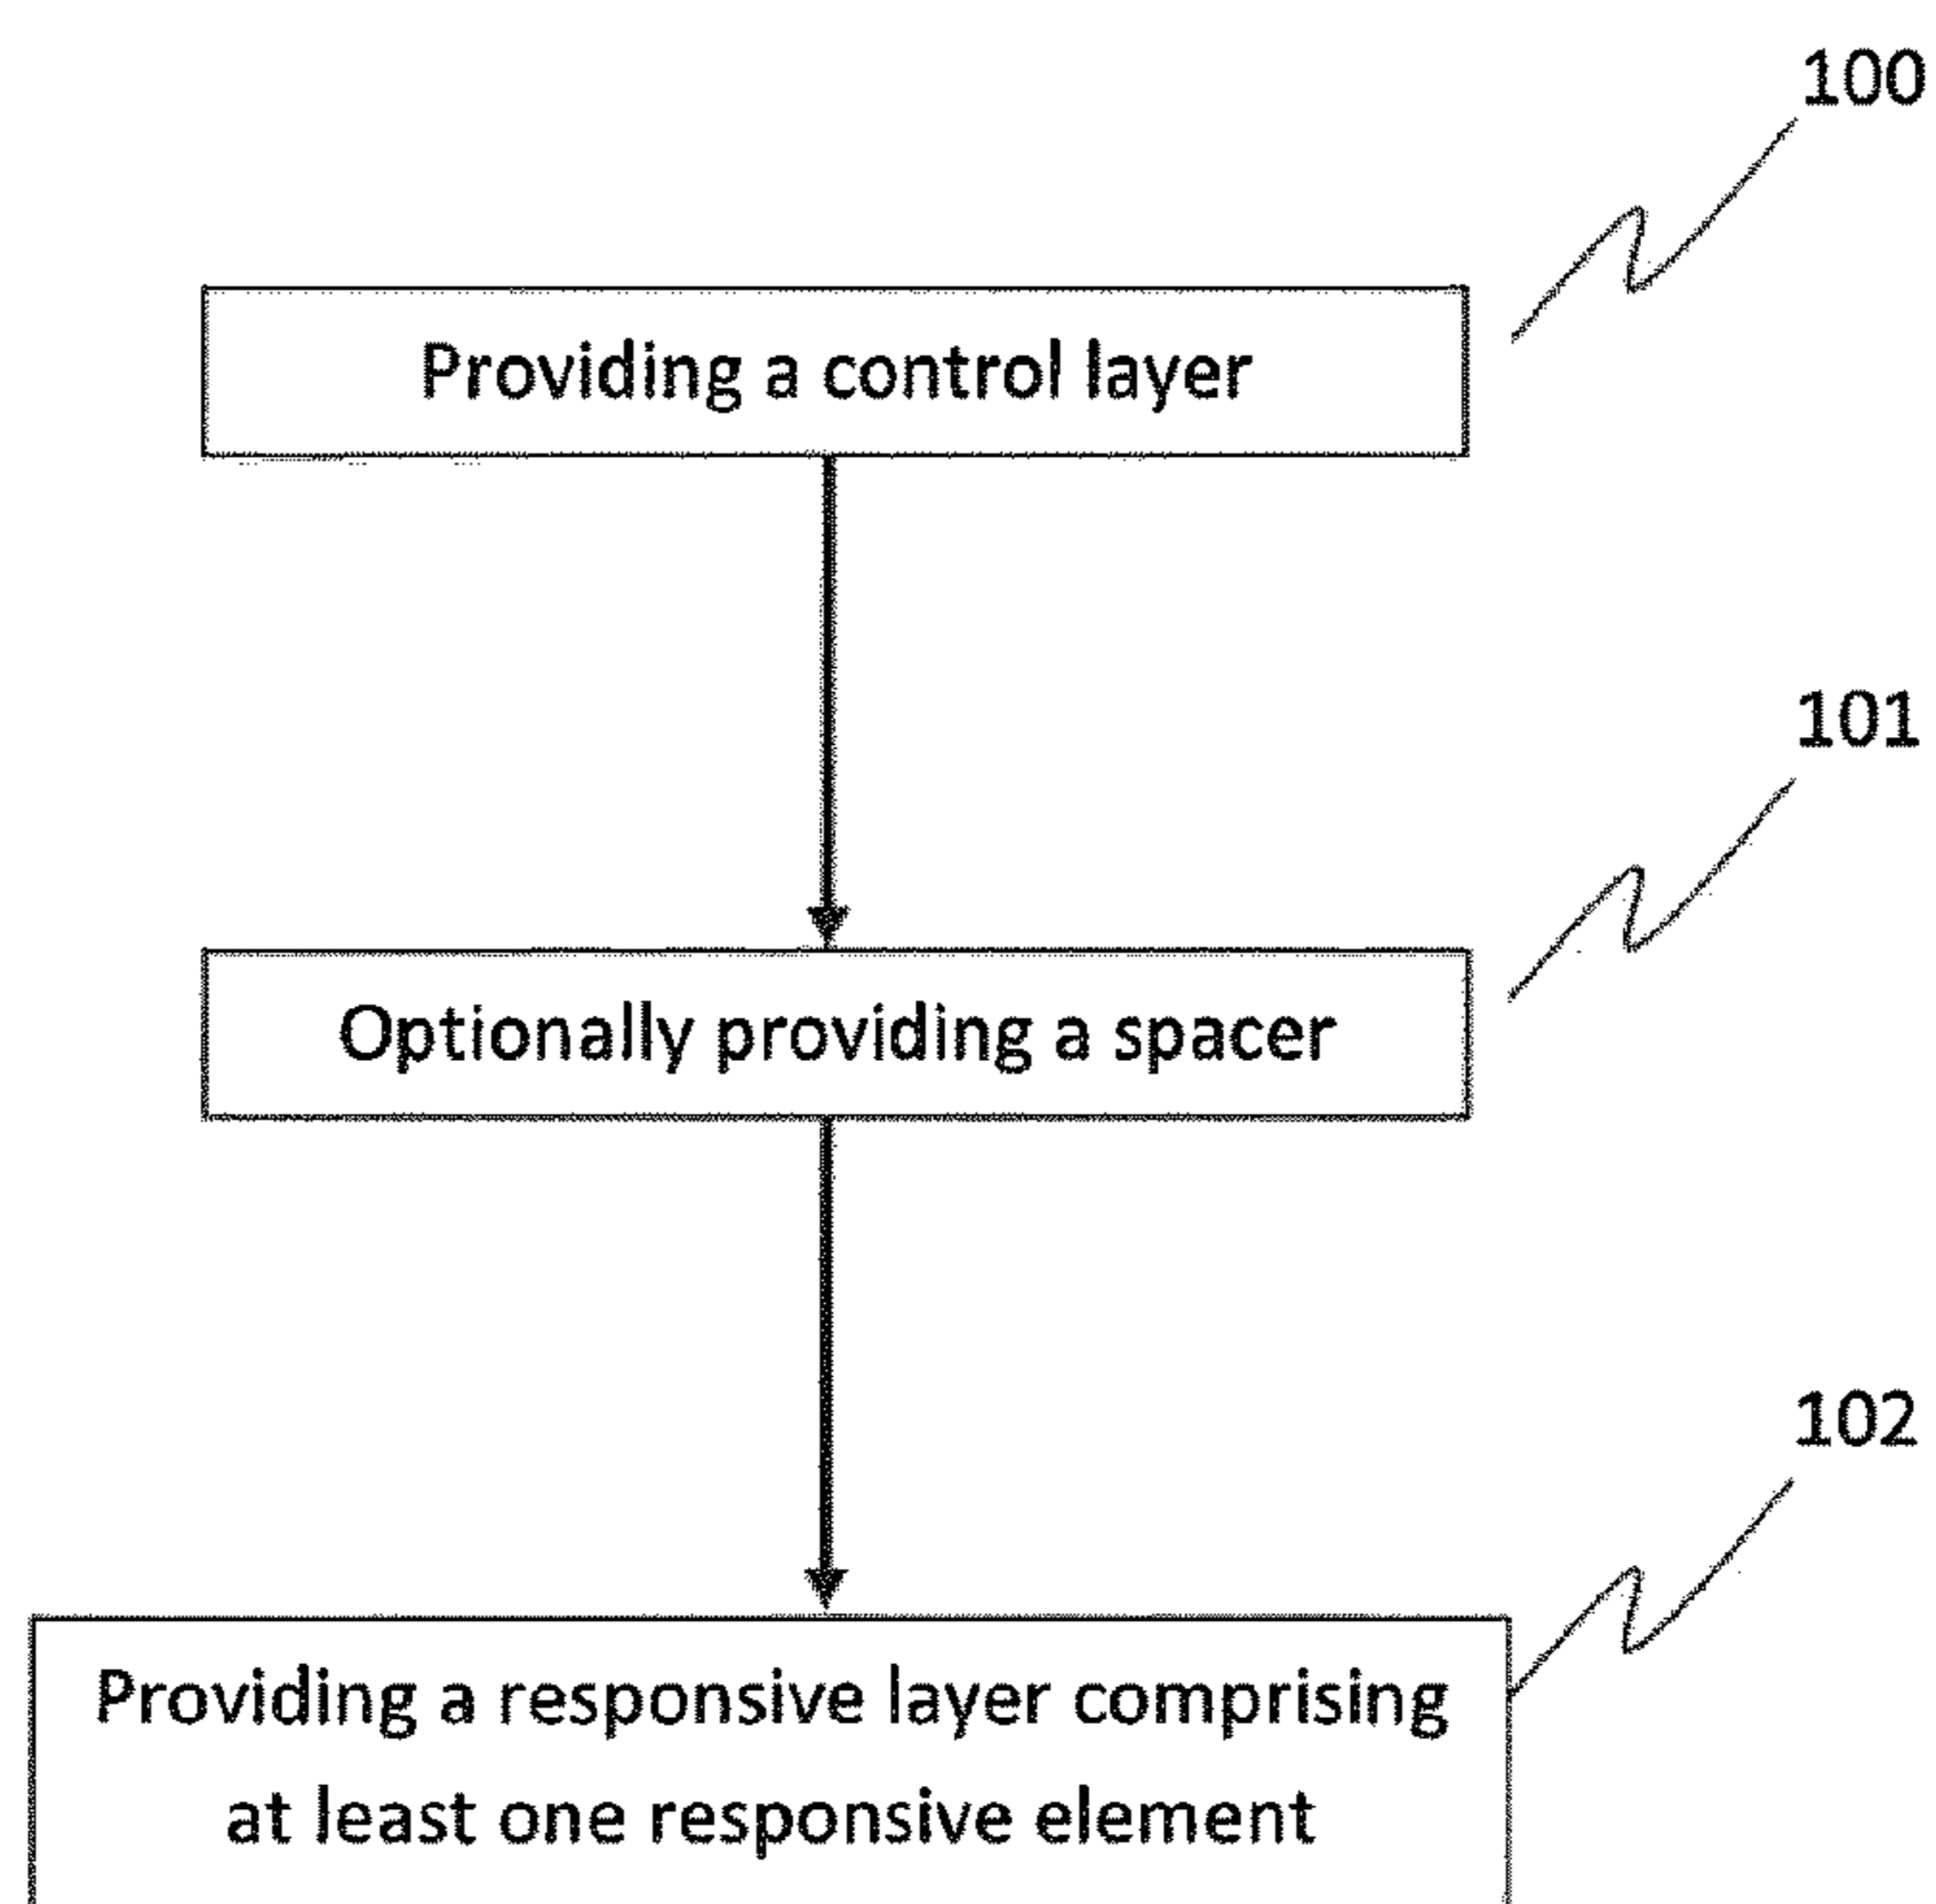 100
Providing a control layer
101
Optionally providing a spacer
102
Providing a responsive layer comprising
at least one responsive element